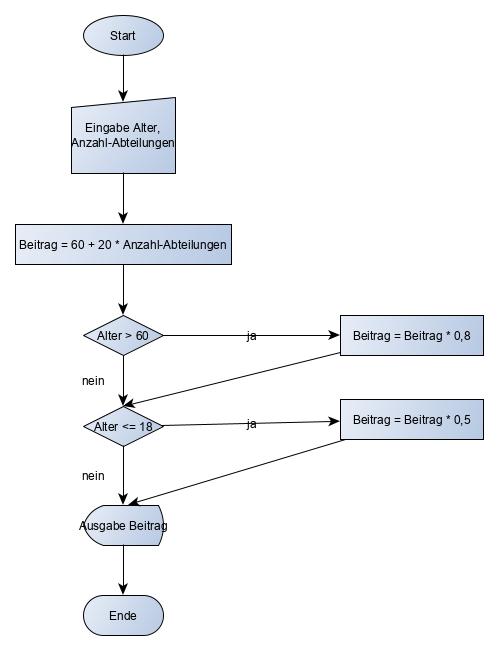 Start
Eingabe Alter,
Anzahl-Abteilungen
Beitrag = 60 + 20 * Anzahl-Abteilungen
Alter > 60
ja
Beitrag = Beitrag * 0,8
nein
Alter <= 18
ja
Beitrag = Beitrag * 0,5
nein
Ausgabe Beitrag
Ende